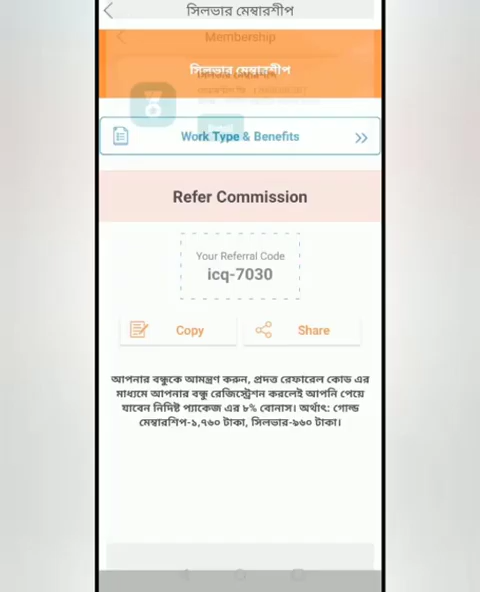 সিলভার মেম্বারশীপ
Membership
সিলভার মেম্বারশীপ
Work Type & Benefits
Refer Commission
Your Referral Code
icq-7030
Copy
Share
আপনার বন্ধুকে আমন্ত্রণ করুন, প্রদত্ত রেফারেল কোড এর
মাধ্যমে আপনার বন্ধু রেজিস্ট্রেশন করলেই আপনি পেয়ে
যাবেন নিদিষ্ট প্যাকেজ এর ৮% বোনাস। অর্থাৎ: গোল্ড
মেম্বারশিপ-১,৭৬০ টাকা, সিলভার-৯৬০ টাকা।